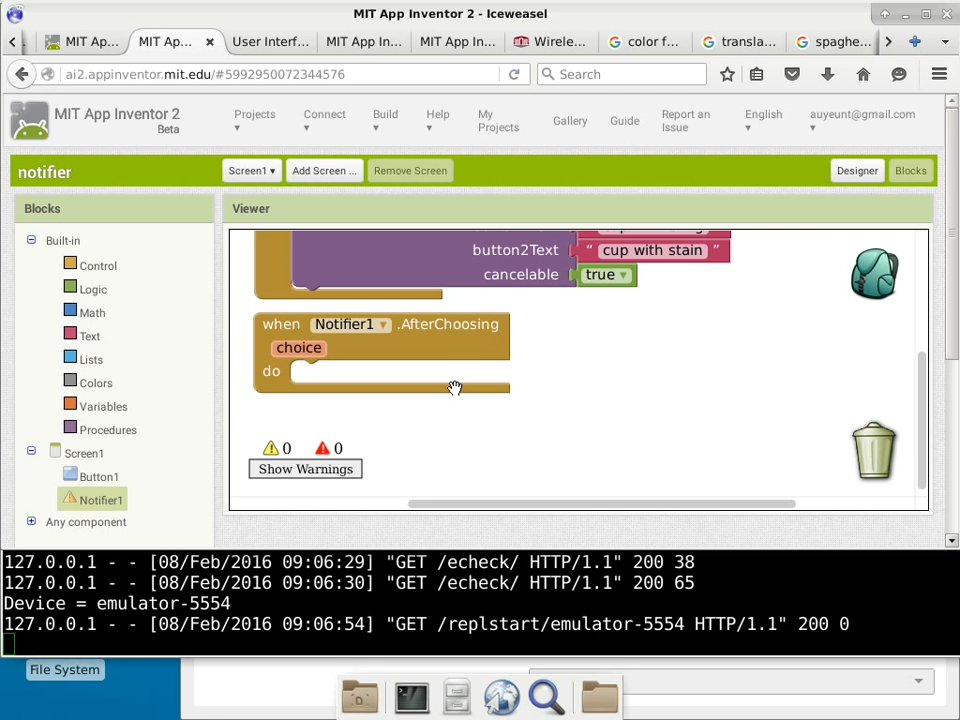 MIT App Inventor 2 - Iceweasel
MIT Ap...
MIT Ap...
User Interf...
MIT App In...
MIT App In...
Wirele...
color f...
transla...
spaghe...
ai2.appinventor.mit.edu/#5992950072344576
Search
MIT App Inventor 2
Beta
Projects
Connect
Build
Help
My Projects
Gallery
Guide
Report an Issue
English
auyeunt@gmail.com
notifier
Screen1
Add Screen ...
Remove Screen
Designer
Blocks
Blocks
Viewer
Built-in
Control
Logic
Math
Text
Lists
Colors
Variables
Procedures
Screen1
Button1
Notifier1
Any component
button2Text " cup with stain "
cancelable true
when Notifier1 .AfterChoosing
choice
do
0 0
Show Warnings
127.0.0.1 - - [08/Feb/2016 09:06:29] "GET /echeck/ HTTP/1.1" 200 38
127.0.0.1 - - [08/Feb/2016 09:06:30] "GET /echeck/ HTTP/1.1" 200 65
Device = emulator-5554
127.0.0.1 - - [08/Feb/2016 09:06:54] "GET /replstart/emulator-5554 HTTP/1.1" 200 0
File System